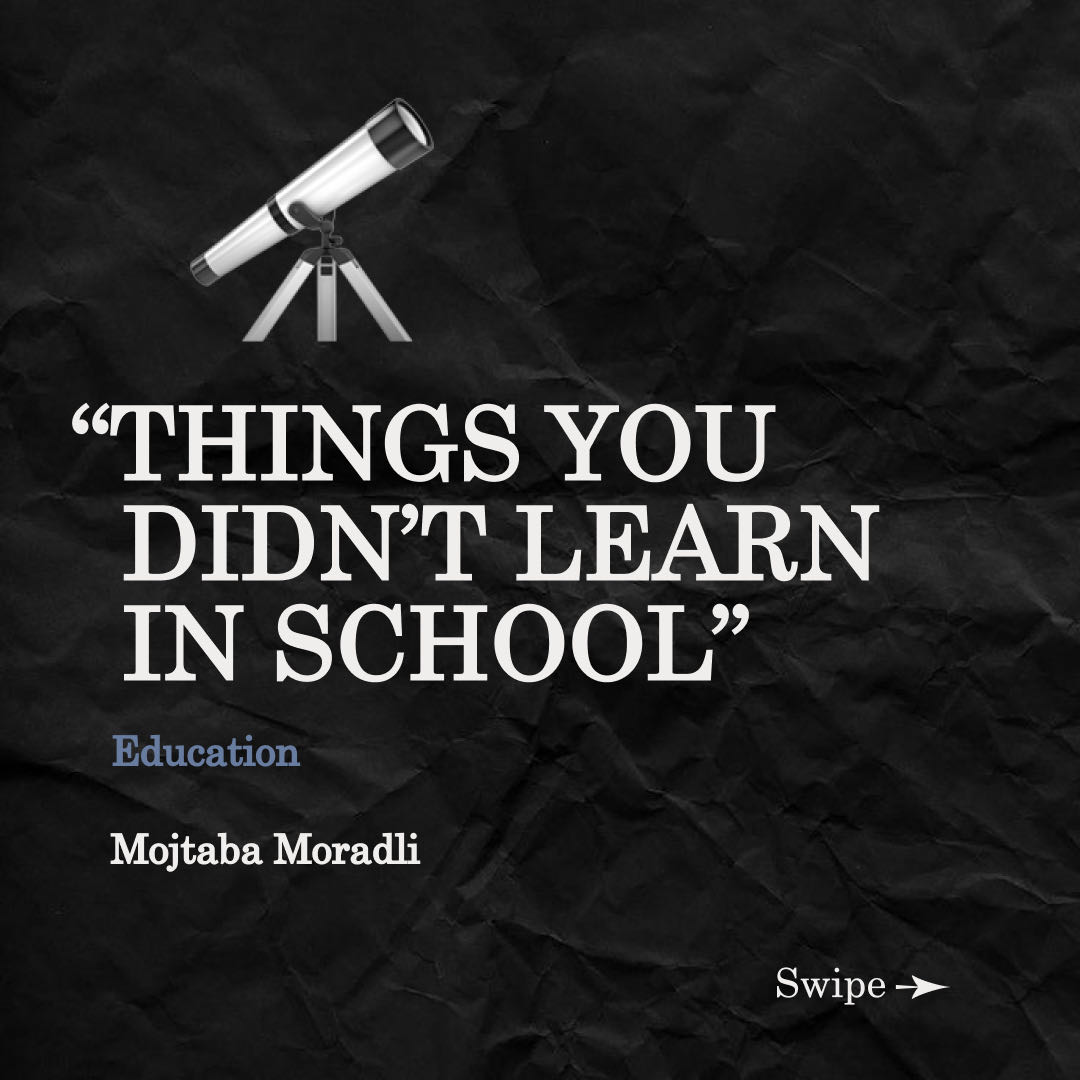 “THINGS YOU
DIDN’T LEARN
IN SCHOOL”
Education
Mojtaba Moradli
Swipe